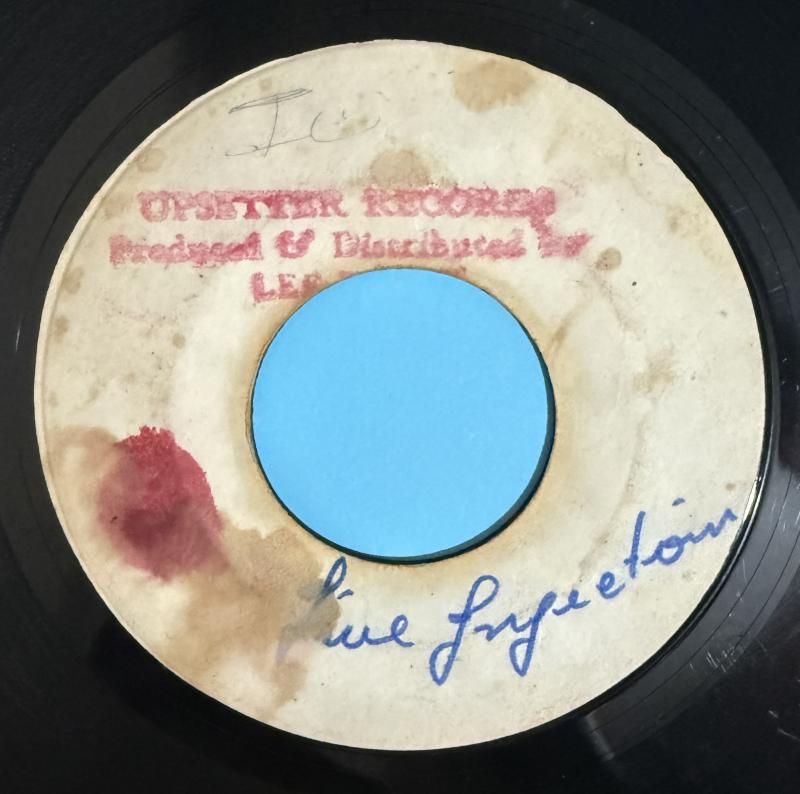 UPSETTER RECORDS
Produced & Distributed by
LEE
Live Injection